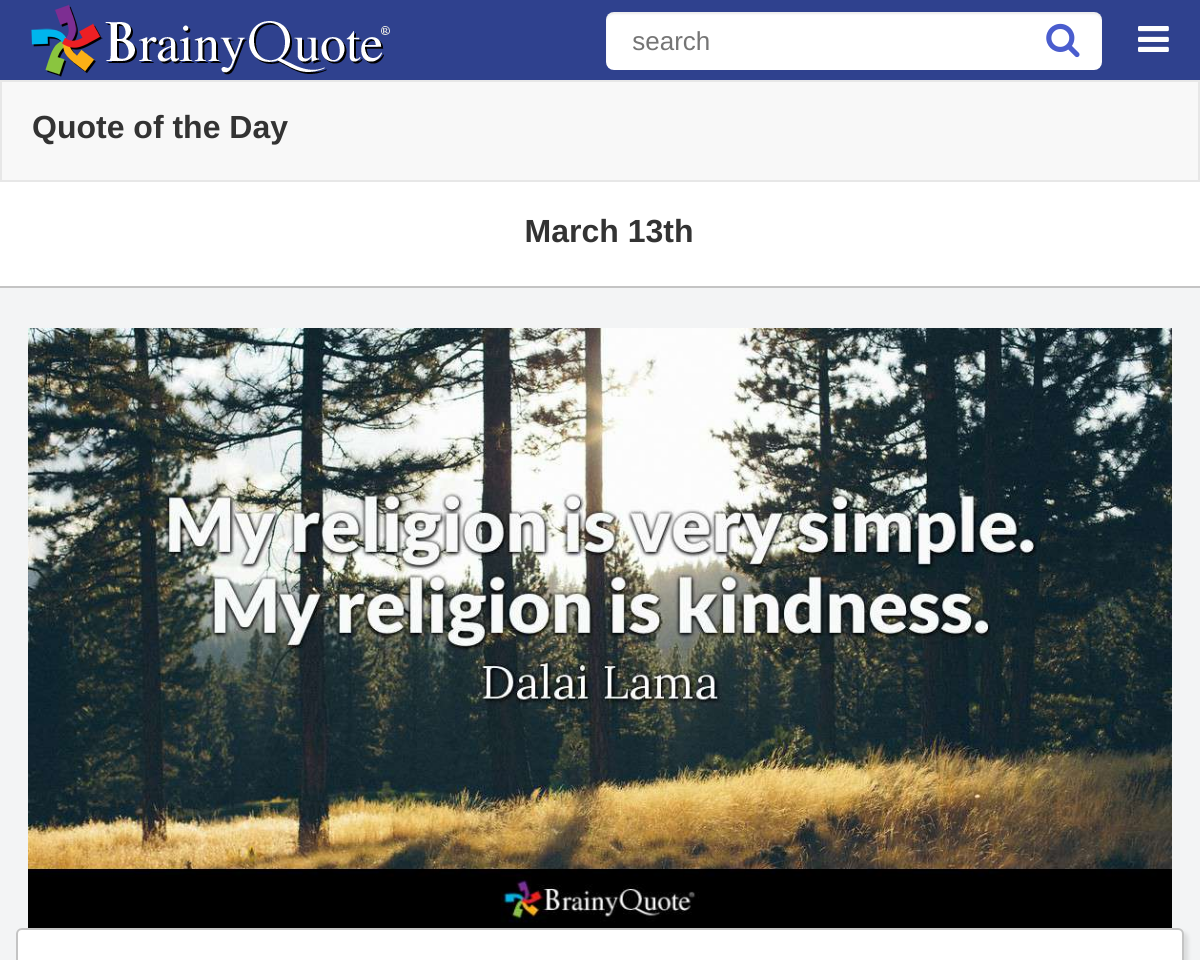 BrainyQuote®
search
Quote of the Day
March 13th
My religion is very simple.
My religion is kindness.
Dalai Lama
BrainyQuote®